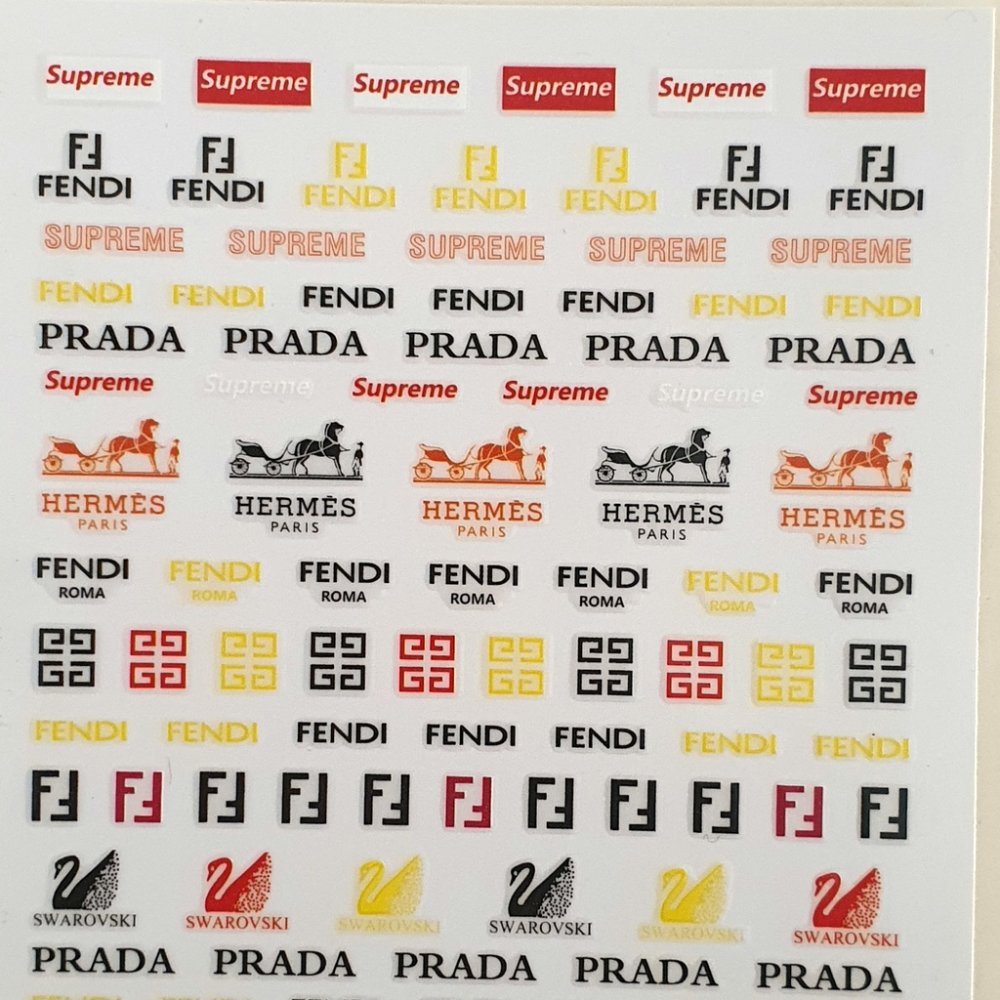 Supreme Supreme Supreme Supreme Supreme Supreme
FENDI FENDI FENDI FENDI FENDI FENDI FENDI
SUPREME SUPREME SUPREME SUPREME SUPREME
FENDI FENDI FENDI FENDI FENDI FENDI FENDI
PRADA PRADA PRADA PRADA PRADA
Supreme Supreme Supreme Supreme Supreme Supreme
HERMÈS HERMÈS HERMÈS HERMÈS HERMÈS
PARIS PARIS PARIS PARIS PARIS
FENDI FENDI FENDI FENDI FENDI FENDI FENDI
ROMA ROMA ROMA ROMA ROMA ROMA ROMA
FENDI FENDI FENDI FENDI FENDI FENDI FENDI
SWAROVSKI SWAROVSKI SWAROVSKI SWAROVSKI SWAROVSKI SWAROVSKI
PRADA PRADA PRADA PRADA PRADA